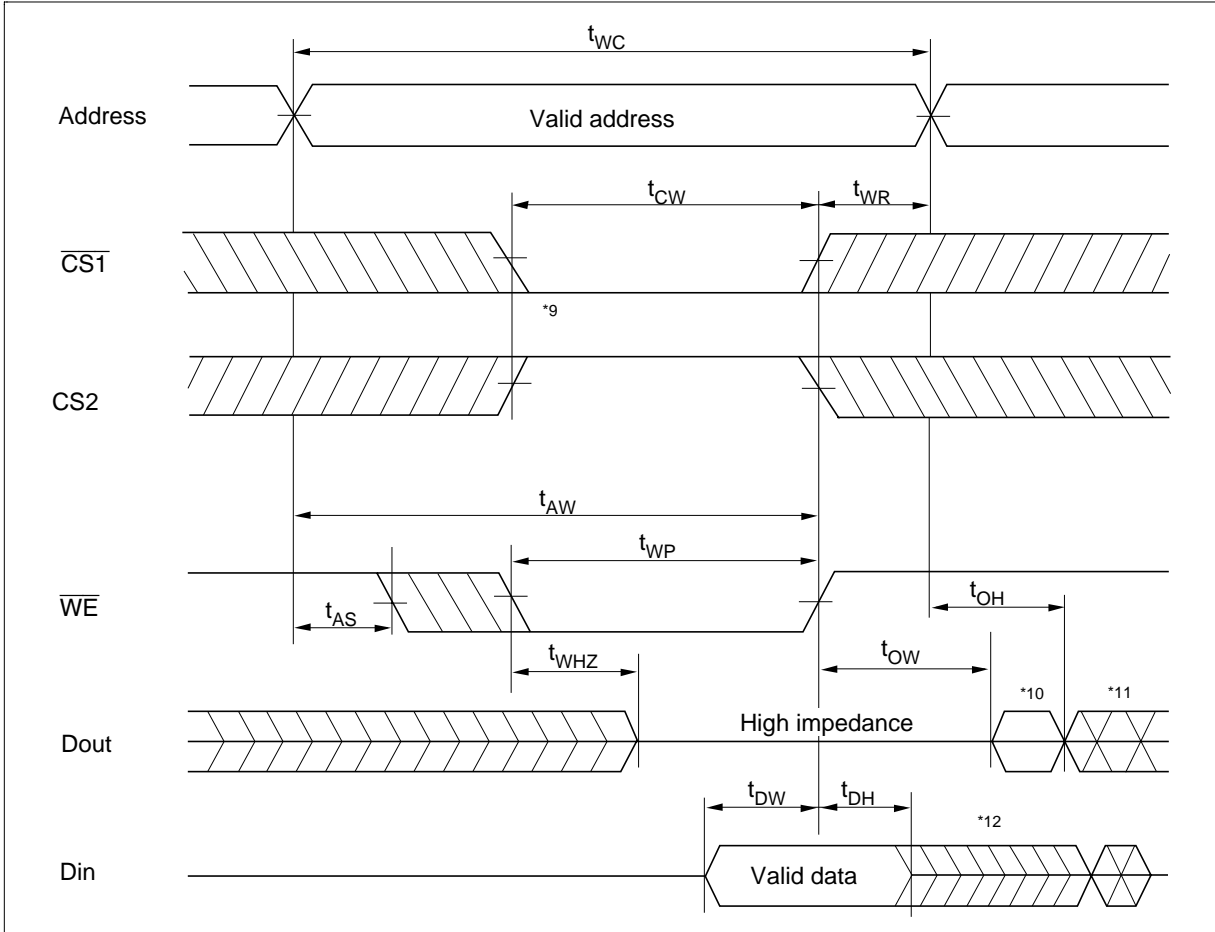 tWC
Address
Valid address
tCW
tWR
CS1
*9
CS2
tAW
tWP
WE
tAS
tOH
tWHZ
tOW
*10
*11
Dout
High impedance
tDW
tDH
*12
Din
Valid data